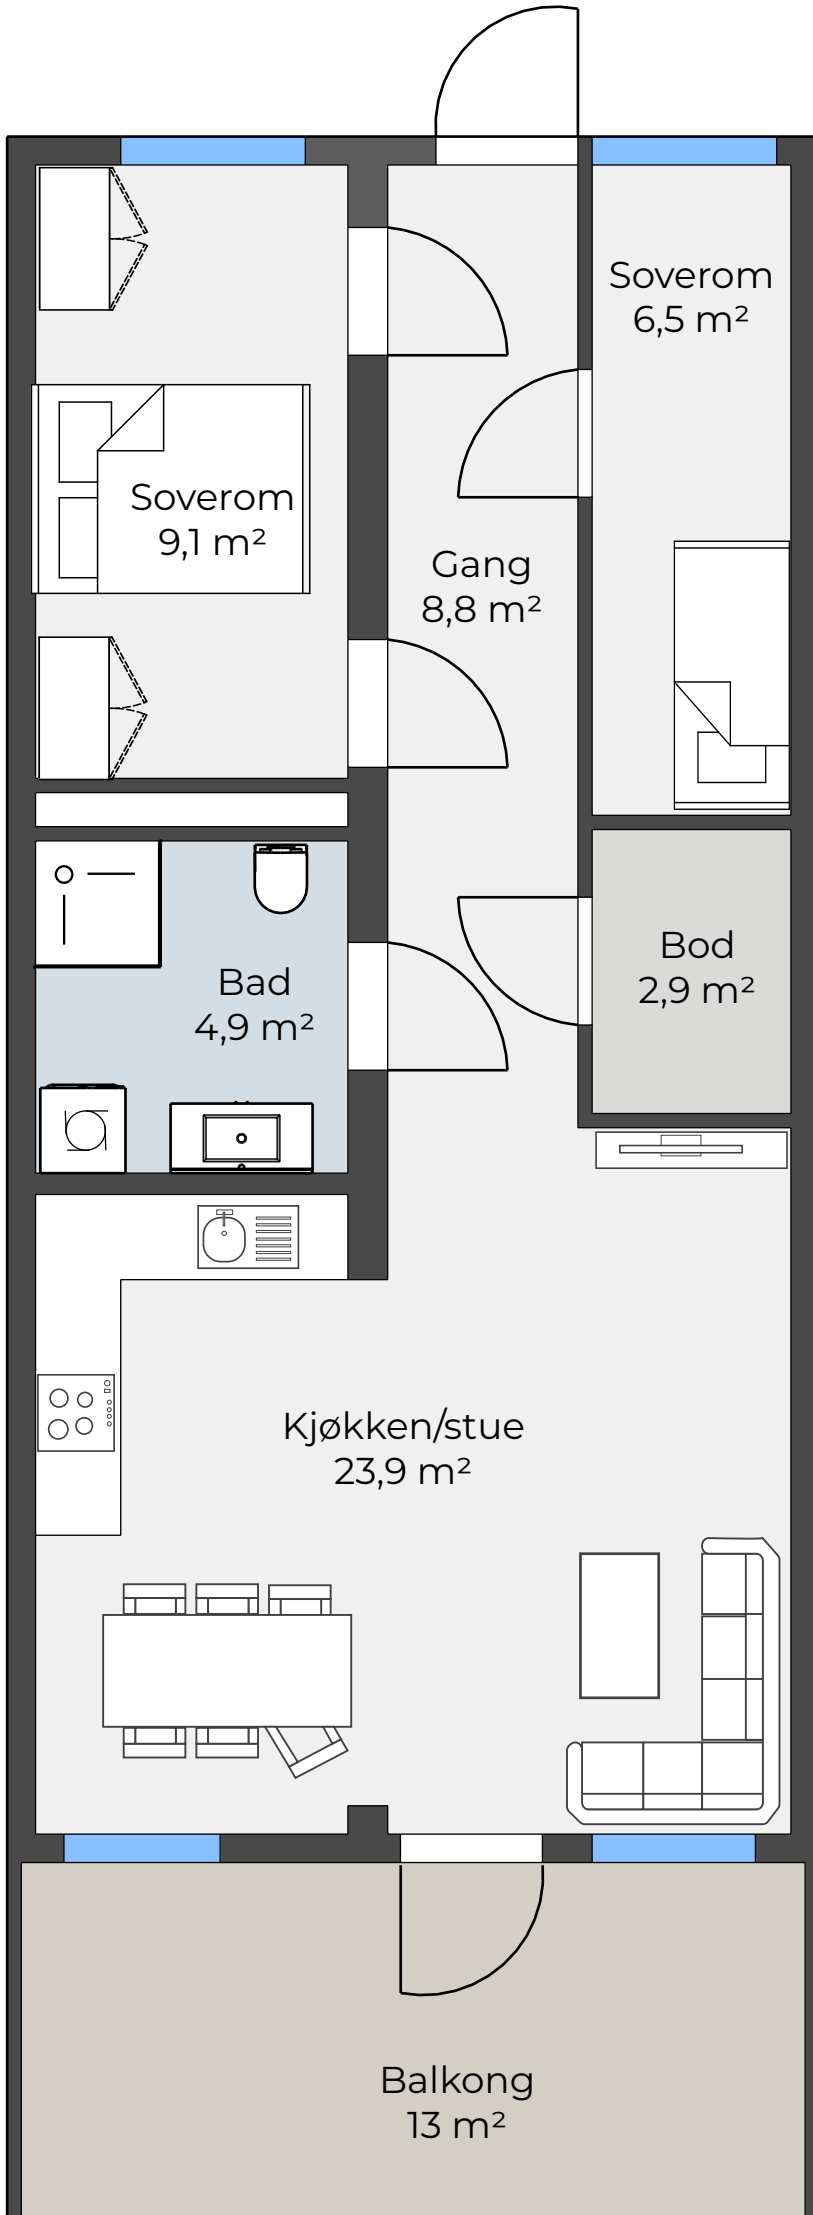 Soverom
6,5 m²
Soverom
9,1 m²
Gang
8,8 m²
Bod
2,9 m²
Bad
4,9 m²
Kjøkken/stue
23,9 m²
Balkong
13 m²